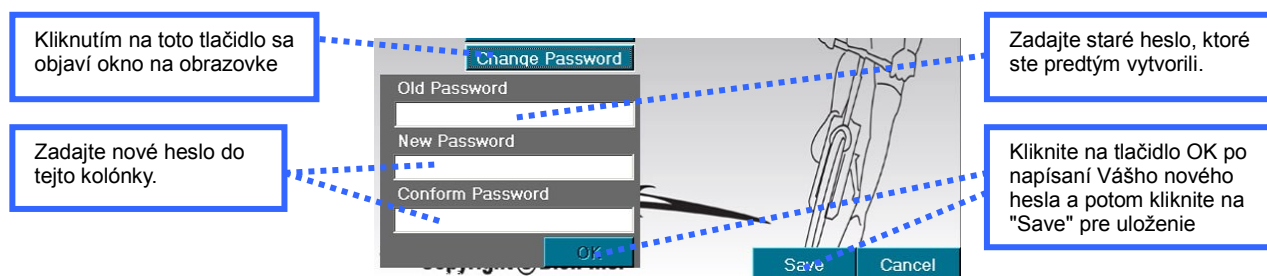 Kliknutím na toto tlačidlo sa
objaví okno na obrazovke
Zadajte nové heslo do
tejto kolónky.
Change Password
Old Password
New Password
Conform Password
OK
Save
Cancel
Zadajte staré heslo, ktoré
ste predtým vytvorili.
Kliknite na tlačidlo OK po
napísaní Vášho nového
hesla a potom kliknite na
"Save" pre uloženie